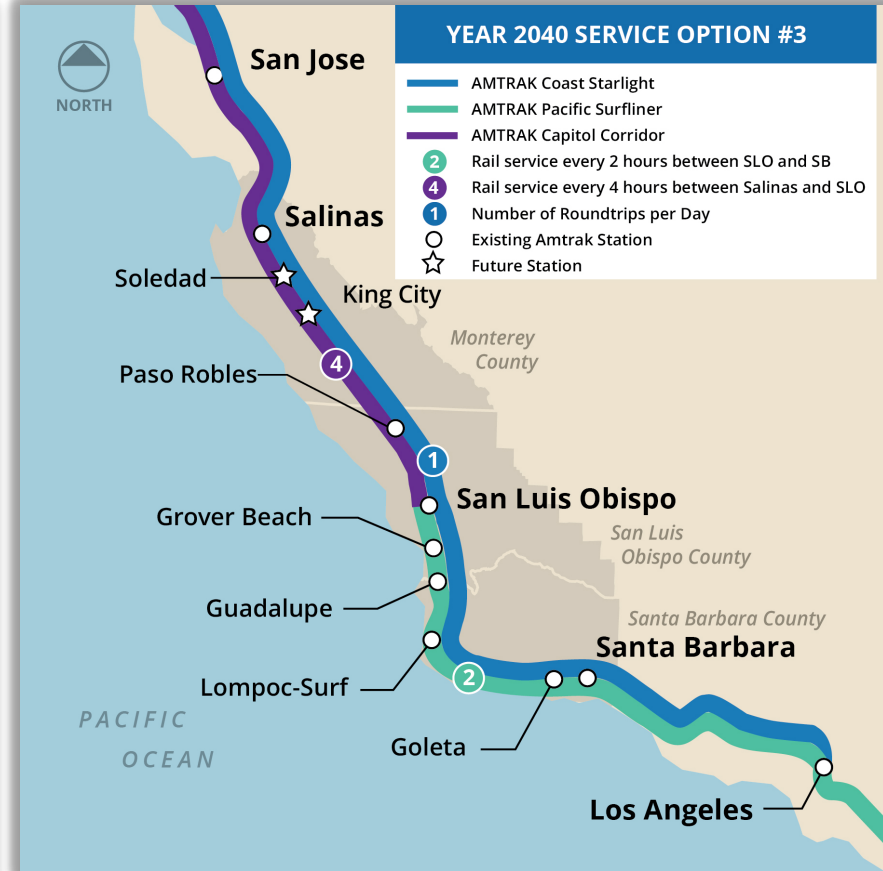 YEAR 2040 SERVICE OPTION #3
AMTRAK Coast Starlight
AMTRAK Pacific Surfliner
AMTRAK Capitol Corridor
2 Rail service every 2 hours between SLO and SB
4 Rail service every 4 hours between Salinas and SLO
1 Number of Roundtrips per Day
Existing Amtrak Station
Future Station
NORTH
San Jose
Salinas
Soledad
King City
Monterey
County
4
Paso Robles
1
San Luis Obispo
Grover Beach
San Luis
Obispo County
Guadalupe
Santa Barbara County
Santa Barbara
2
Lompoc-Surf
PACIFIC
OCEAN
Goleta
Los Angeles